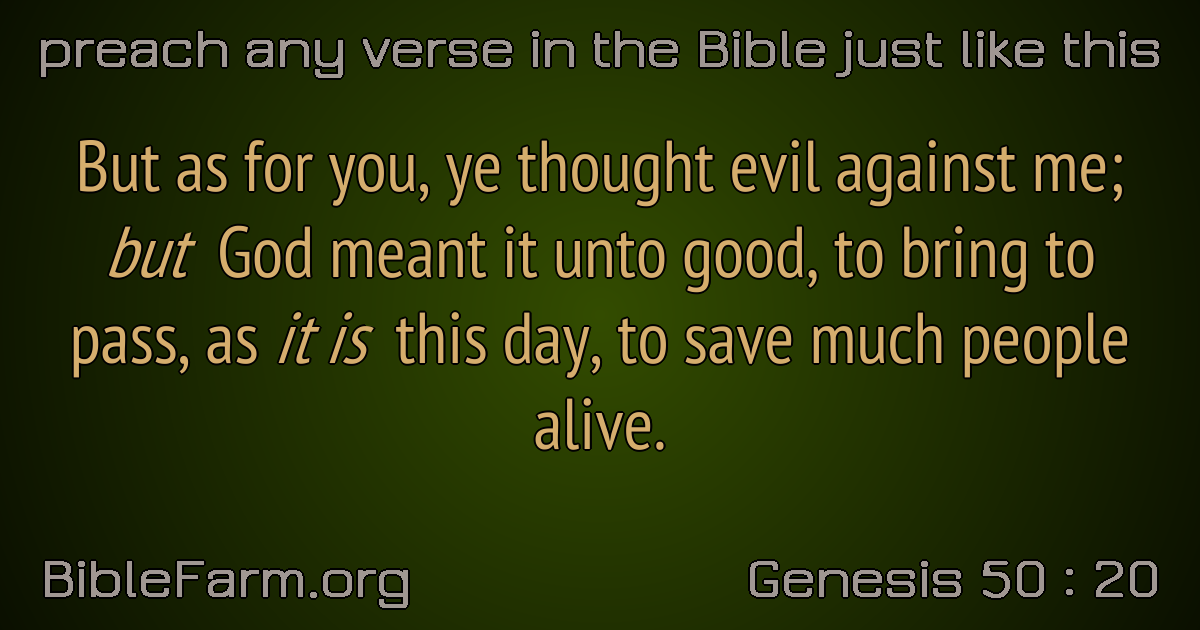 preach any verse in the Bible just like this
But as for you, ye thought evil against me;
but God meant it unto good, to bring to
pass, as it is this day, to save much people
alive.
BibleFarm.org
Genesis 50 : 20